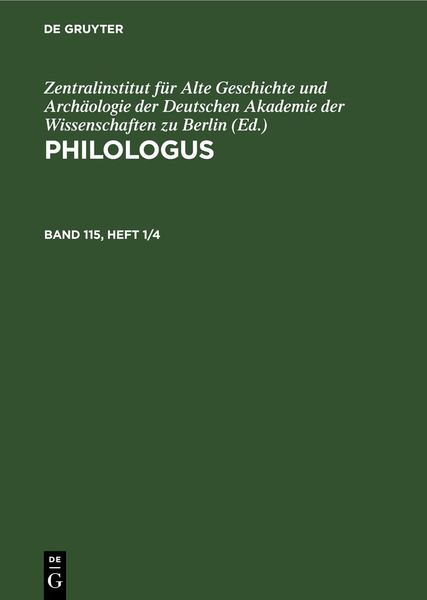 DE GRUYTER
Zentralinstitut für Alte Geschichte und
Archäologie der Deutschen Akademie der
Wissenschaften zu Berlin (Ed.)
PHILOLOGUS
BAND 115, HEFT 1/4
DE
G